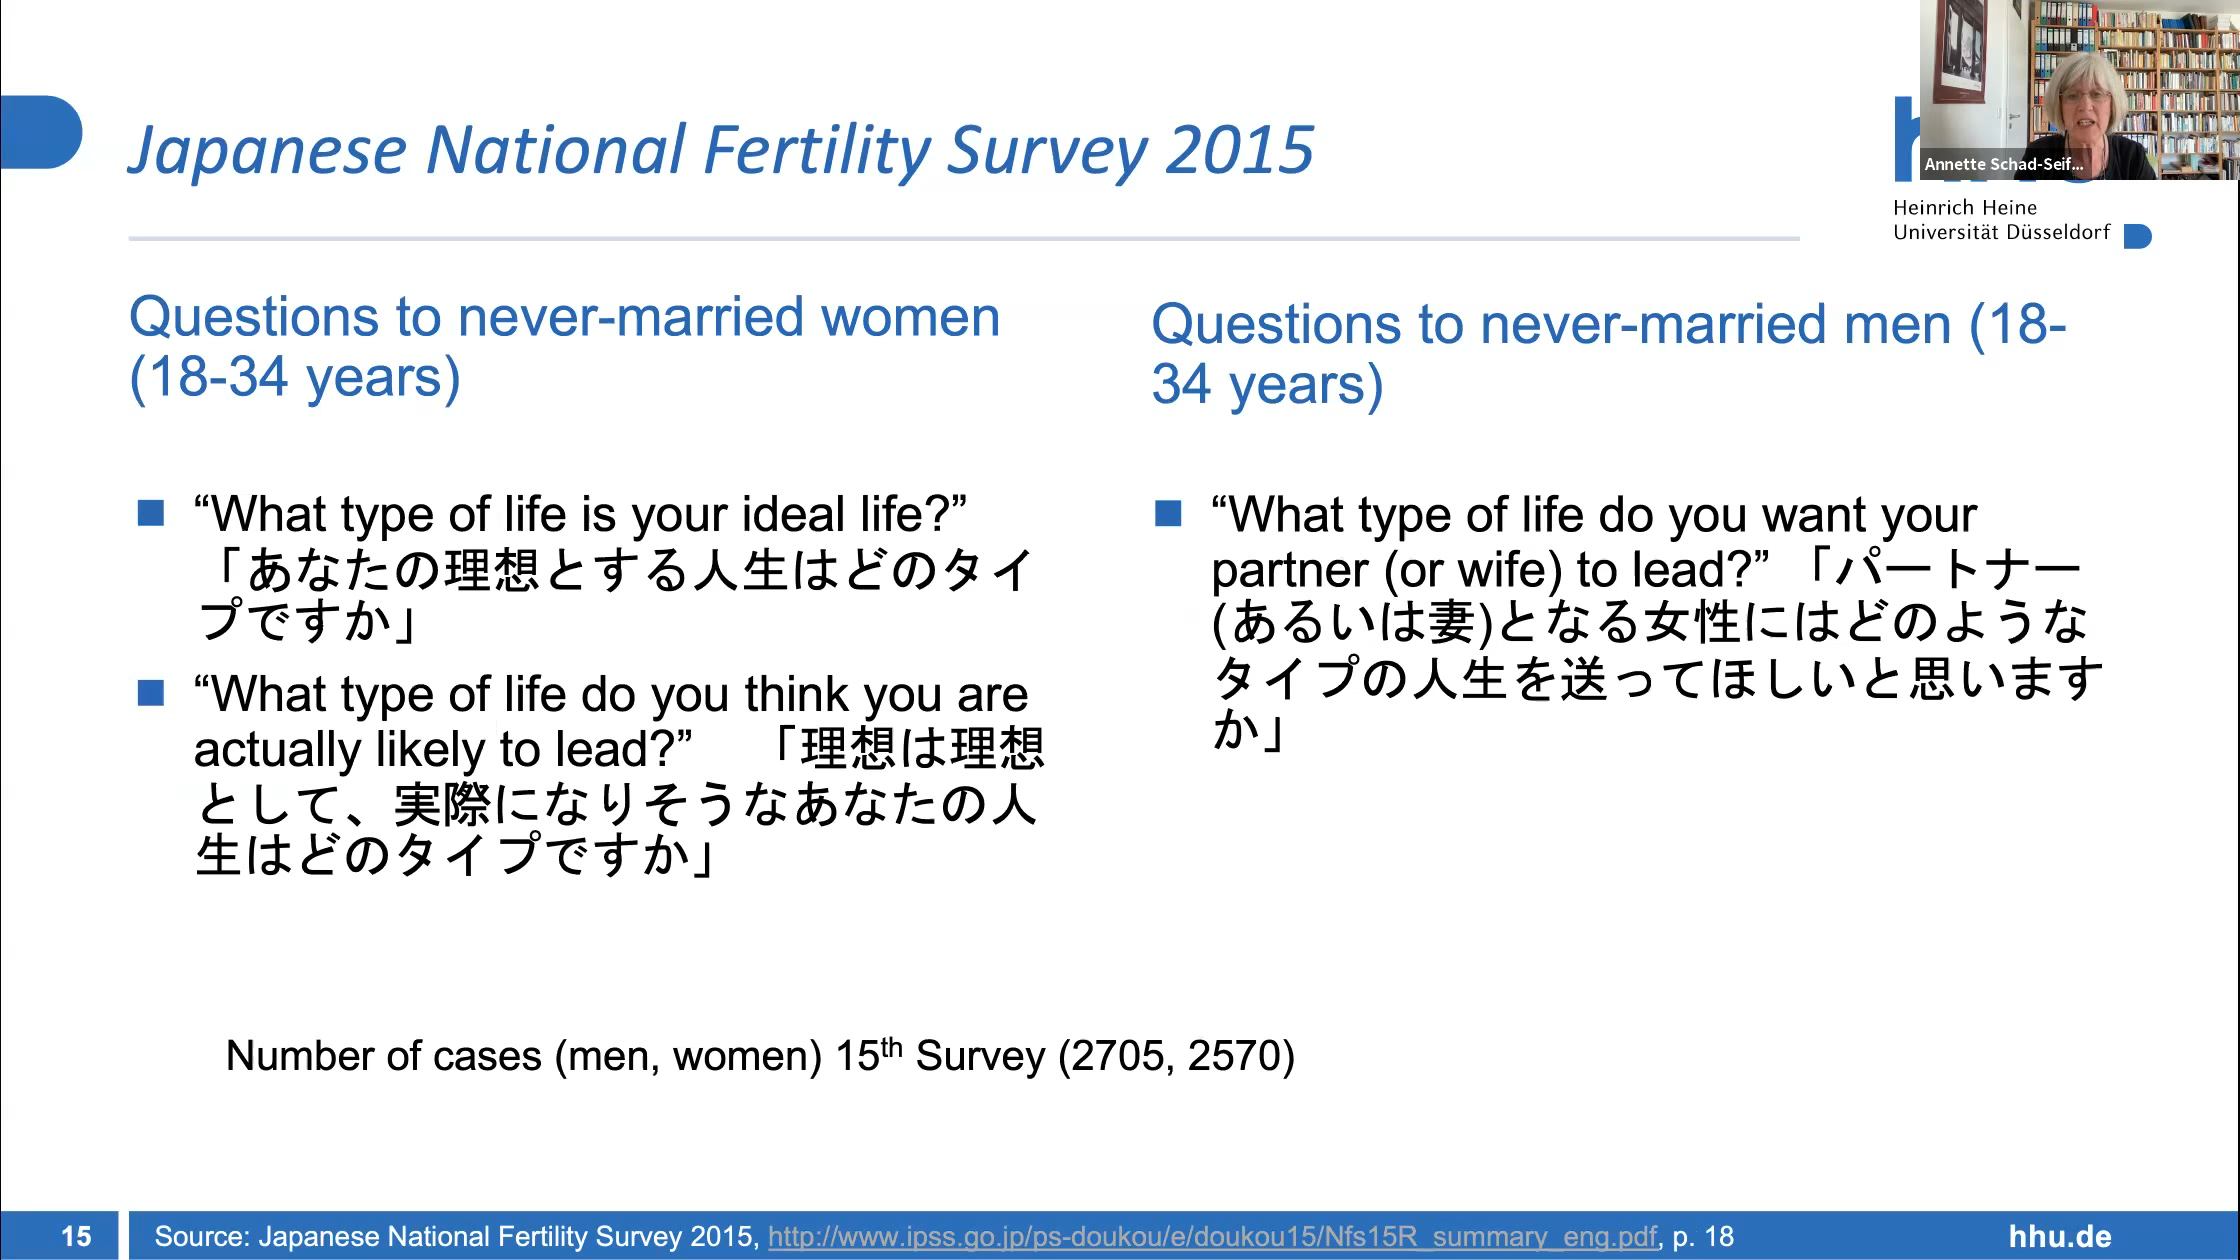 Japanese National Fertility Survey 2015
Annette Schad-Seif...
Heinrich Heine
Universität Düsseldorf
Questions to never-married women
(18-34 years)
“What type of life is your ideal life?”
「あなたの理想とする人生はどのタイ
プですか」
“What type of life do you think you are
actually likely to lead?” 「理想は理想
として、実際になりそうなあなたの人
生はどのタイプですか」
Questions to never-married men (18-
34 years)
“What type of life do you want your
partner (or wife) to lead?” 「パートナー
(あるいは妻)となる女性にはどのような
タイプの人生を送ってほしいと思います
か」
Number of cases (men, women) 15th Survey (2705, 2570)
15
Source: Japanese National Fertility Survey 2015, http://www.ipss.go.jp/ps-doukou/e/doukou15/Nfs15R_summary_eng.pdf, p. 18
hhu.de